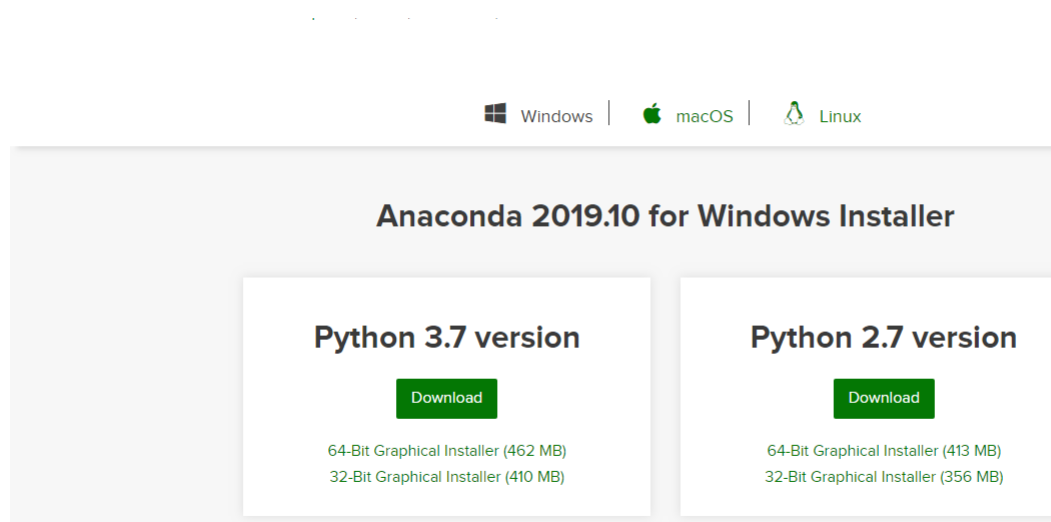 Windows | macOS | Linux
Anaconda 2019.10 for Windows Installer
Python 3.7 version
Download
64-Bit Graphical Installer (462 MB)
32-Bit Graphical Installer (410 MB)
Python 2.7 version
Download
64-Bit Graphical Installer (413 MB)
32-Bit Graphical Installer (356 MB)